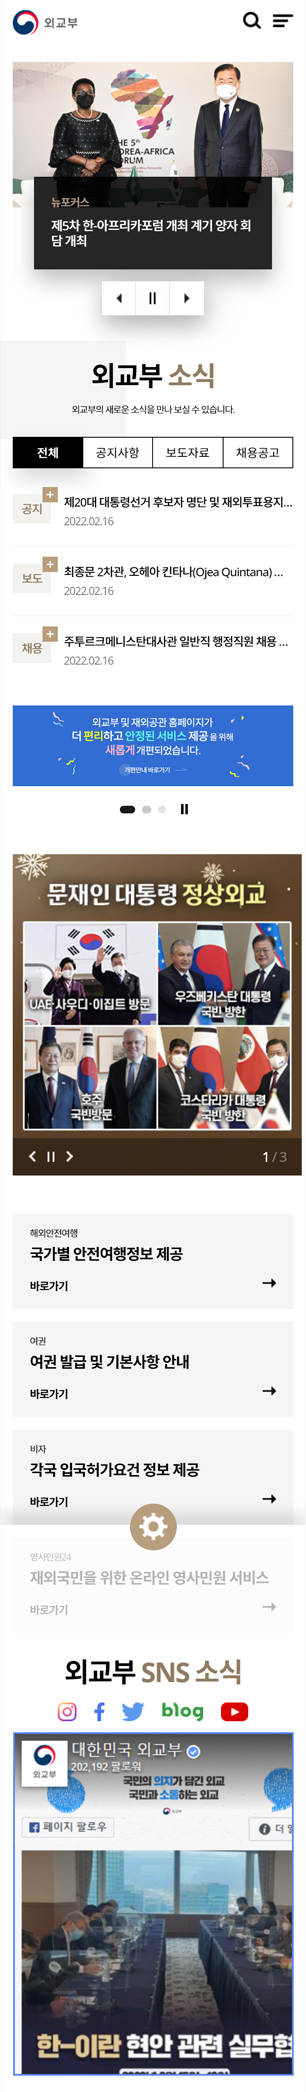 외교부
THE 5TH
KOREA-AFRICA
FORUM
뉴포커스
제5차 한-아프리카포럼 개최 계기 양자 회
담 개최
외교부 소식
외교부의 새로운 소식을 만나 보실 수 있습니다.
전체 공지사항 보도자료 채용공고
공지
제20대 대통령선거 후보자 명단 및 재외투표용지...
2022.02.16
보도
최종문 2차관, 오헤아 킨타나(Ojea Quintana) ...
2022.02.16
채용
주투르크메니스탄대사관 일반직 행정직원 채용 ...
2022.02.16
외교부 및 재외공관 홈페이지가
더 편리하고 안정된 서비스 제공 을 위해
새롭게 개편되었습니다.
개편안내 바로가기
문재인 대통령 정상외교
UAE·사우디·이집트 방문
우즈베키스탄 대통령
국빈 방한
호주
국빈방문
코스타리카 대통령
국빈 방한
1 / 3
해외안전여행
국가별 안전여행정보 제공
바로가기
여권
여권 발급 및 기본사항 안내
바로가기
비자
각국 입국허가요건 정보 제공
바로가기
영사민원24
재외국민을 위한 온라인 영사민원 서비스
바로가기
외교부 SNS 소식
blog
외교부
대한민국 외교부
202,192 팔로워
국민의 의지가 담긴 외교
국민과 소통하는 외교
페이지 팔로우
더 알
한-이란 현안 관련 실무협